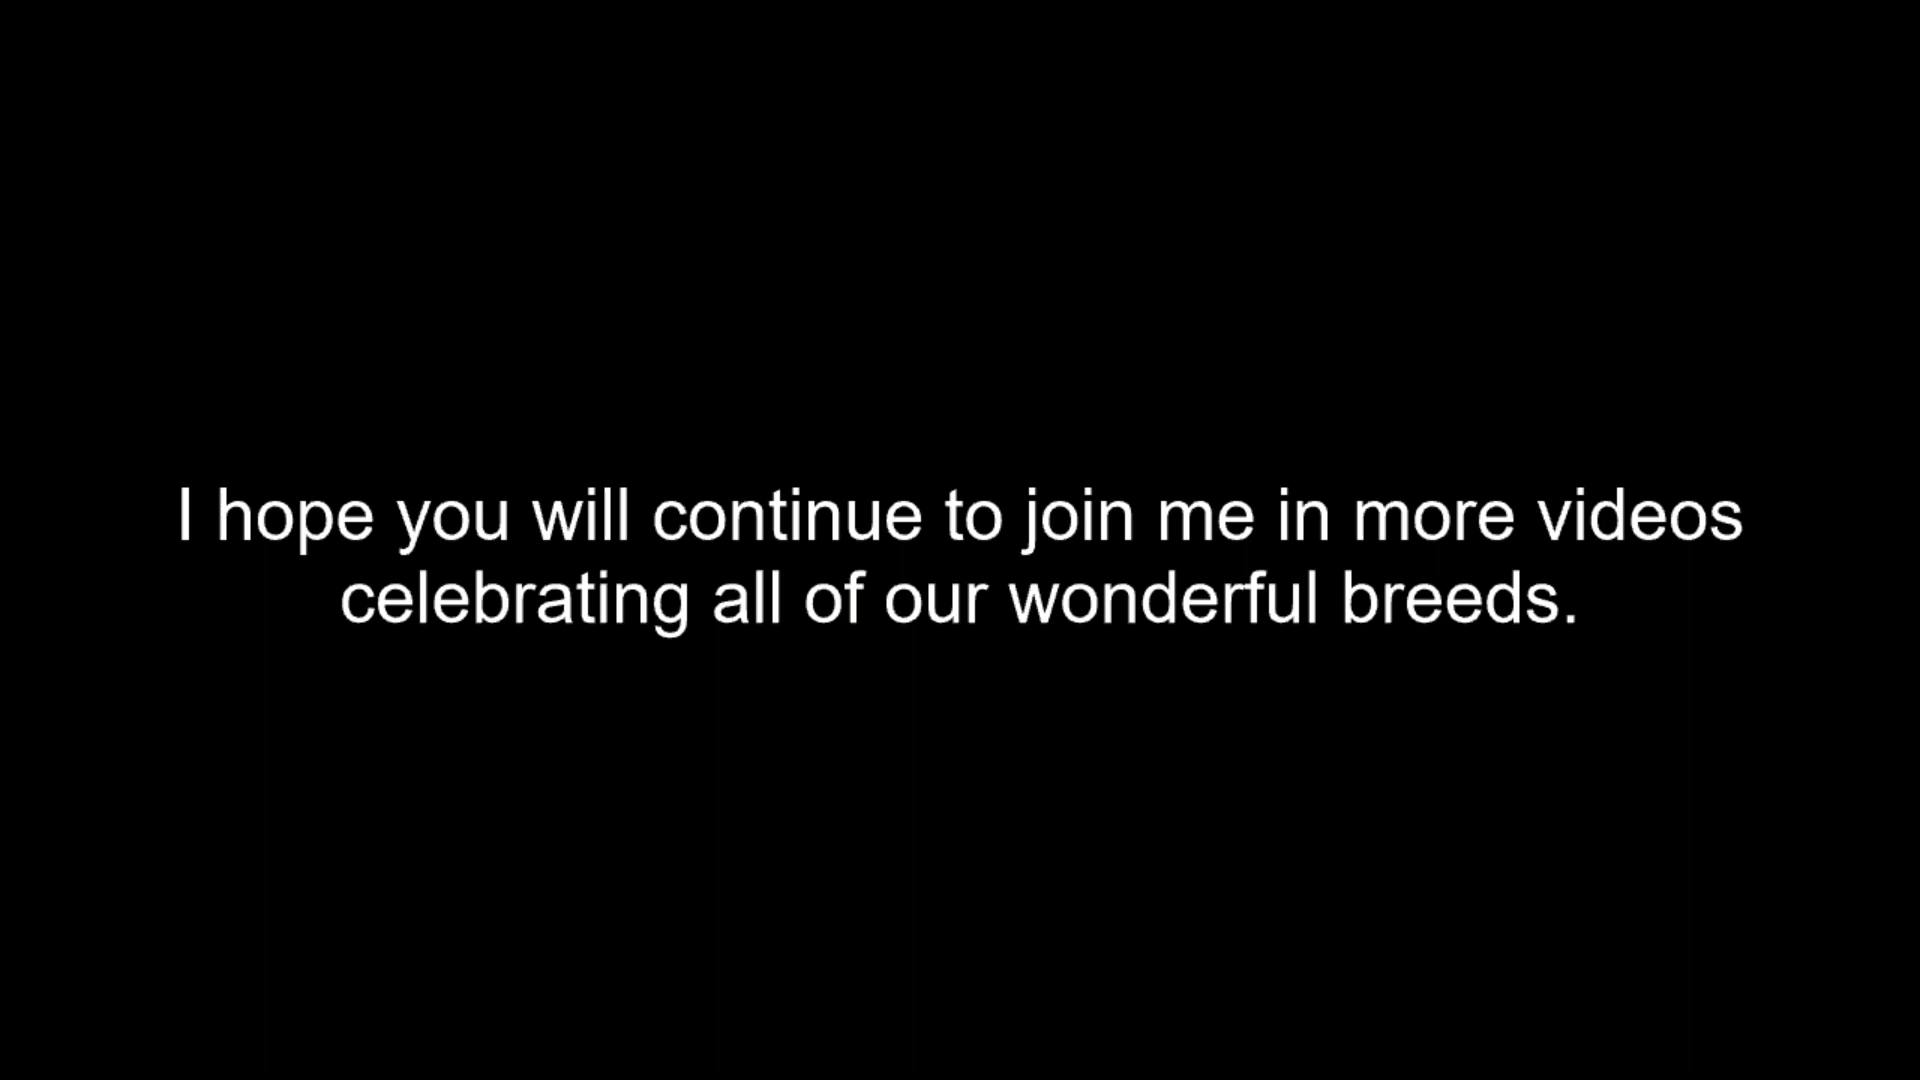 I hope you will continue to join me in more videos
celebrating all of our wonderful breeds.